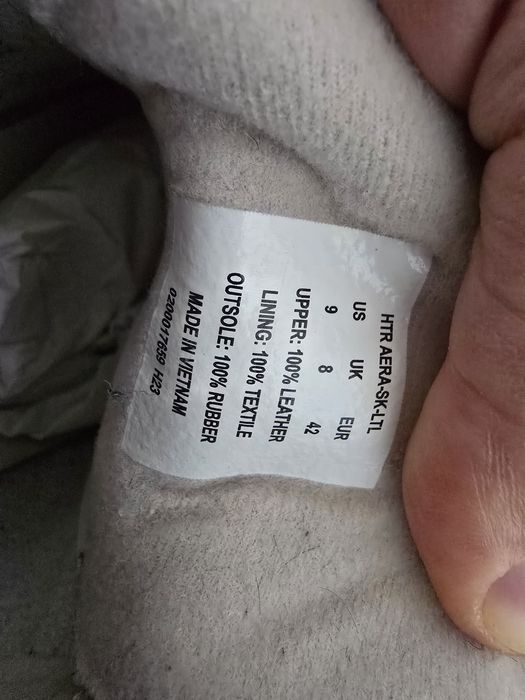 HTR AERA-SK-LTL
US UK EUR
9 8 42
UPPER: 100% LEATHER
LINING: 100% TEXTILE
OUTSOLE: 100% RUBBER
MADE IN VIETNAM
0200017659 H23